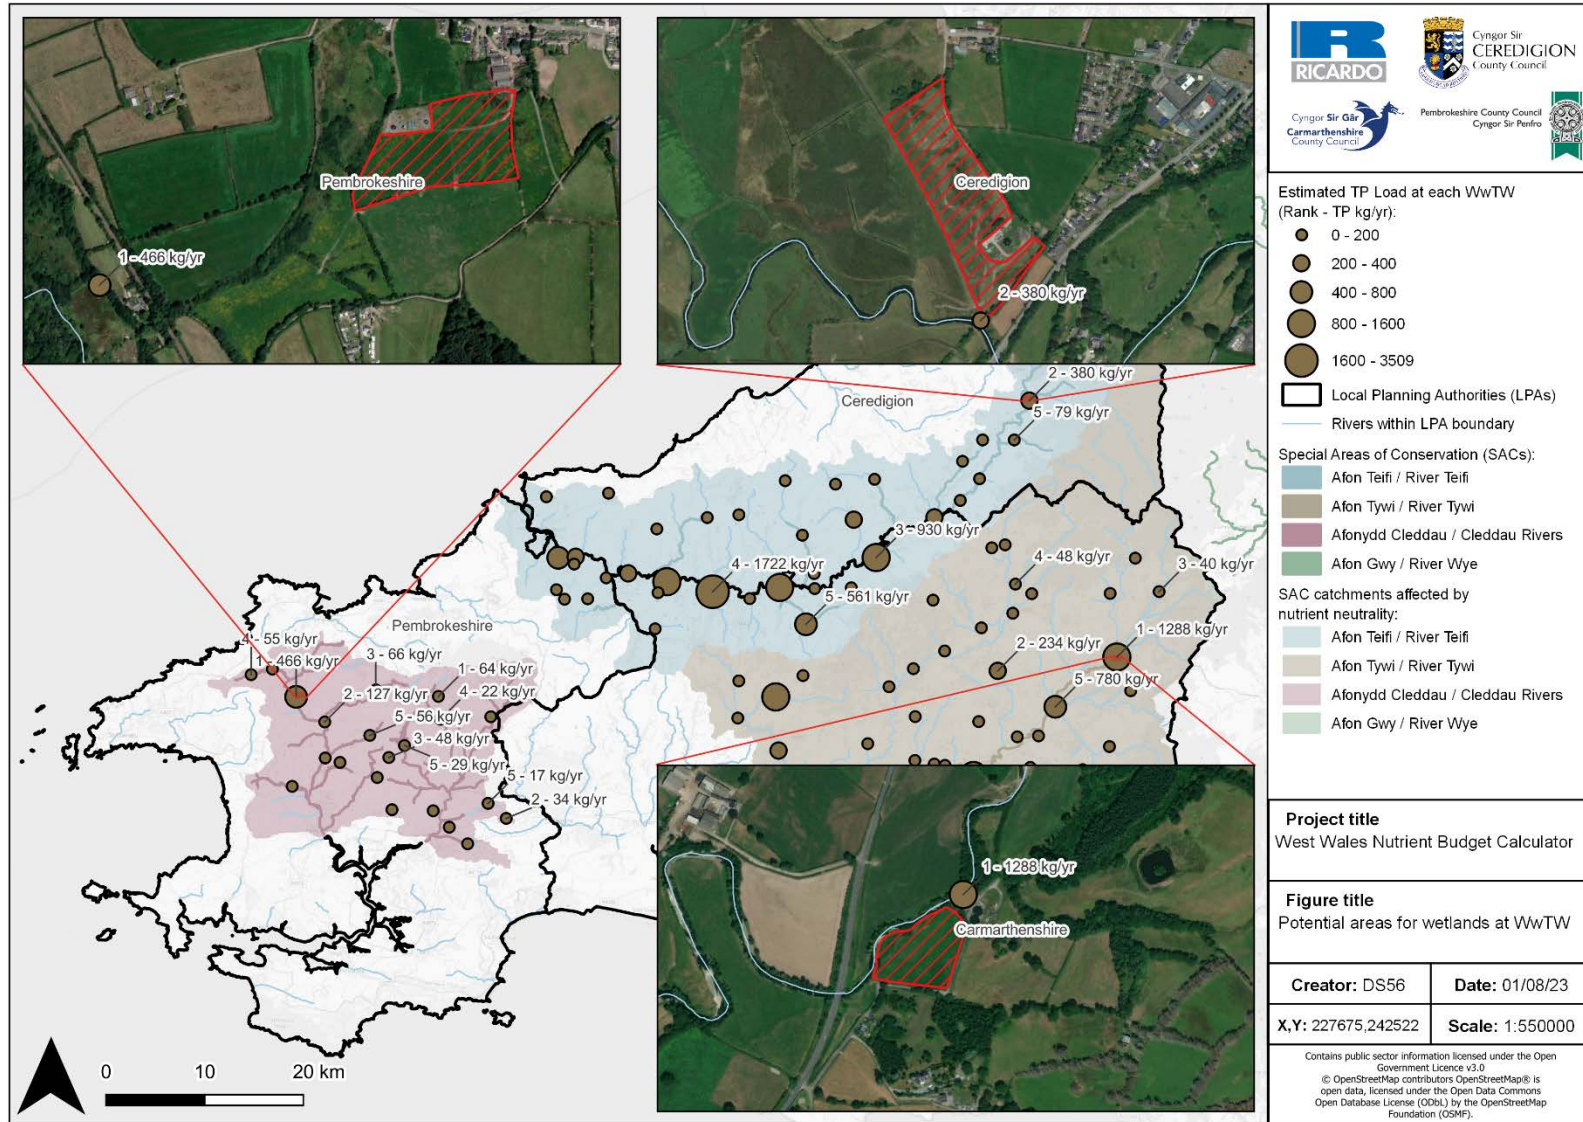 Pembrokeshire
1 - 466 kg/yr
Ceredigion
2 - 380 kg/yr
Ceredigion
2 - 380 kg/yr
5 - 79 kg/yr
3 - 930 kg/yr
4 - 1722 kg/yr
4 - 48 kg/yr
3 - 40 kg/yr
5 - 561 kg/yr
Pembrokeshire
4 - 55 kg/yr
1 - 466 kg/yr
3 - 66 kg/yr
1 - 64 kg/yr
2 - 127 kg/yr
4 - 22 kg/yr
5 - 56 kg/yr
3 - 48 kg/yr
5 - 29 kg/yr
5 - 17 kg/yr
2 - 34 kg/yr
1 - 1288 kg/yr
2 - 234 kg/yr
5 - 780 kg/yr
1 - 1288 kg/yr
Carmarthenshire
0 10 20 km
RICARDO
Cyngor Sir
CEREDIGION
County Council
Cyngor Sir Gâr
Carmarthenshire
County Council
Pembrokeshire County Council
Cyngor Sir Penfro
Estimated TP Load at each WwTW
(Rank - TP kg/yr):
0 - 200
200 - 400
400 - 800
800 - 1600
1600 - 3509
Local Planning Authorities (LPAs)
Rivers within LPA boundary
Special Areas of Conservation (SACs):
Afon Teifi / River Teifi
Afon Tywi / River Tywi
Afonydd Cleddau / Cleddau Rivers
Afon Gwy / River Wye
SAC catchments affected by
nutrient neutrality:
Afon Teifi / River Teifi
Afon Tywi / River Tywi
Afonydd Cleddau / Cleddau Rivers
Afon Gwy / River Wye
Project title
West Wales Nutrient Budget Calculator
Figure title
Potential areas for wetlands at WwTW
Creator: DS56
Date: 01/08/23
X,Y: 227675,242522
Scale: 1:550000
Contains public sector information licensed under the Open
Government Licence v3.0
© OpenStreetMap contributors OpenStreetMap® is
open data, licensed under the Open Data Commons
Open Database License (ODbL) by the OpenStreetMap
Foundation (OSMF).